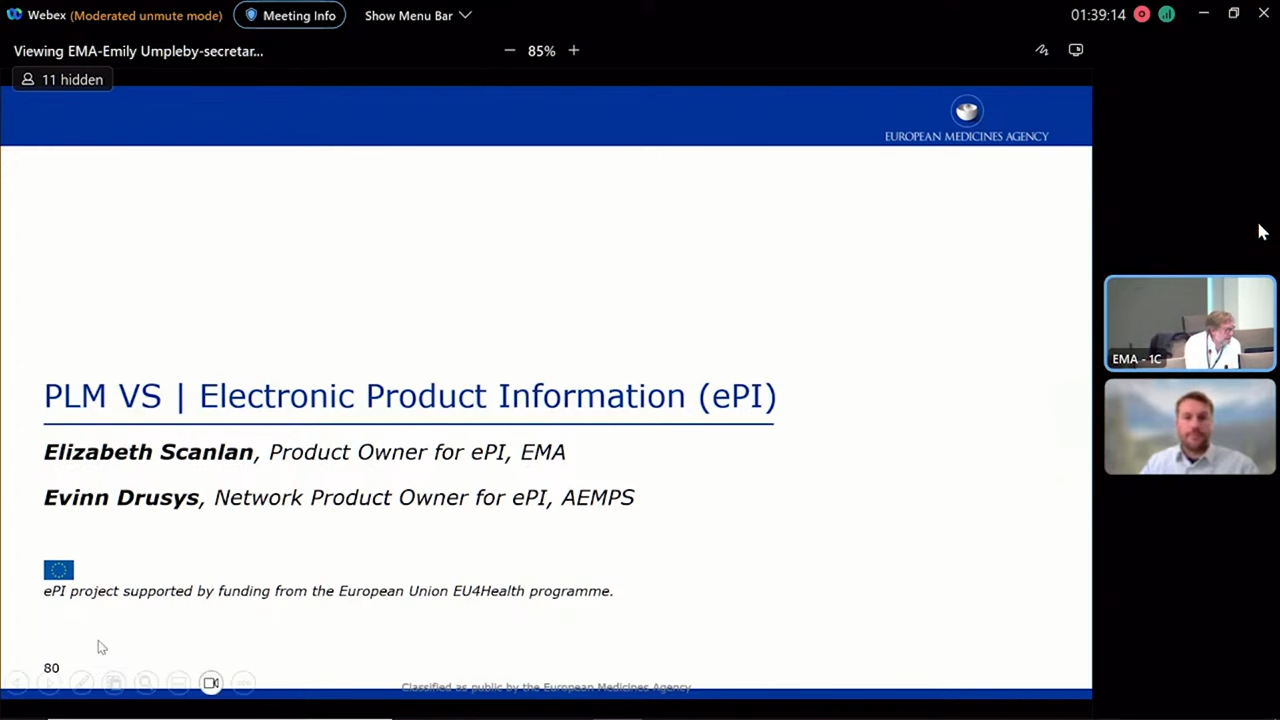 Webex (Moderated unmute mode) Meeting Info Show Menu Bar 01:39:14
Viewing EMA-Emily Umpleby-secretar... 85%
11 hidden
EUROPEAN MEDICINES AGENCY
PLM VS | Electronic Product Information (ePI)
Elizabeth Scanlan, Product Owner for ePI, EMA
Evinn Drusys, Network Product Owner for ePI, AEMPS
ePI project supported by funding from the European Union EU4Health programme.
80
Classified as public by the European Medicines Agency
EMA - 1C